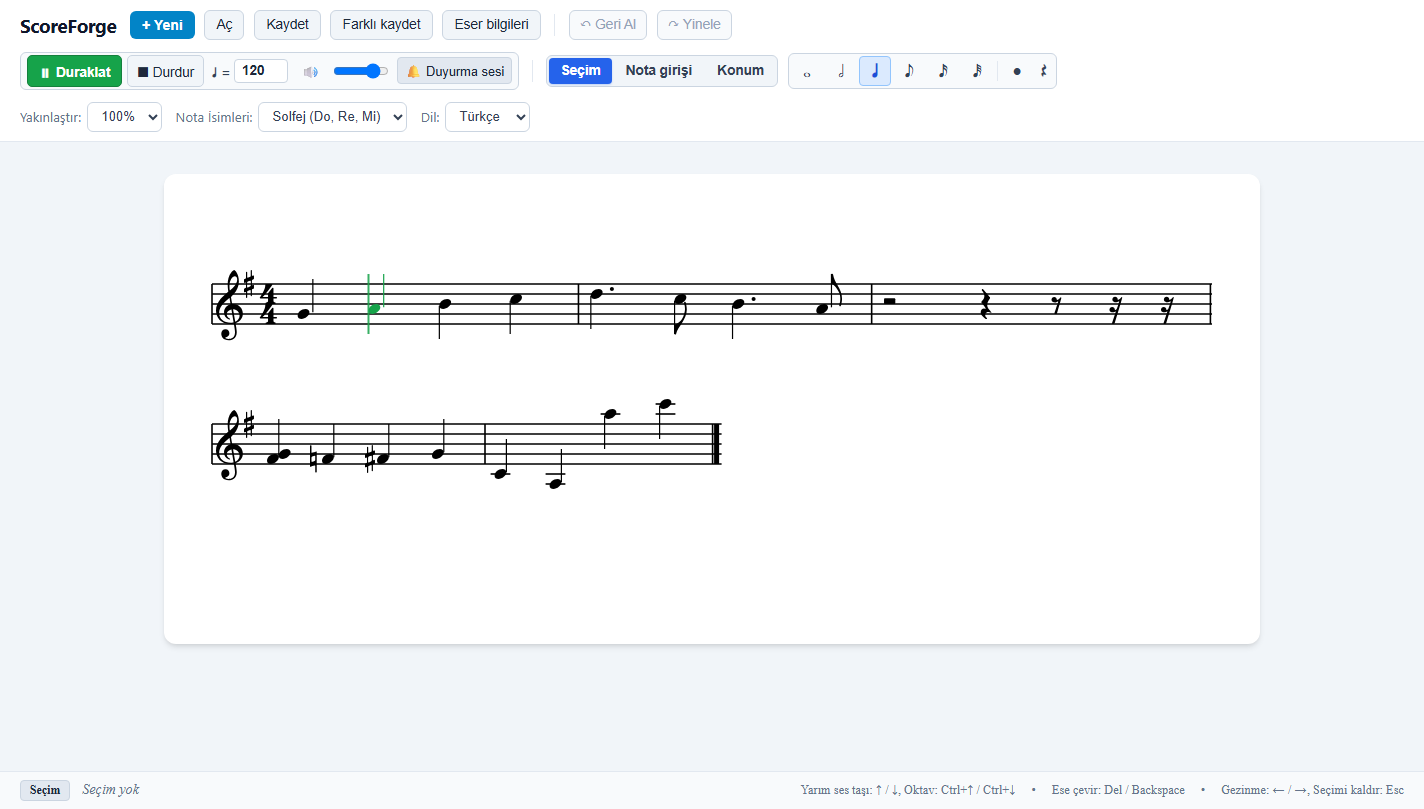 ScoreForge + Yeni Aç Kaydet Farklı kaydet Eser bilgileri ↶ Geri Al ↷ Yinele
⏸ Duraklat ■ Durdur ♩ = 120 🔊 🔔 Duyurma sesi Seçim Nota girişi Konum
Yakınlaştır: 100% Nota İsimleri: Solfej (Do, Re, Mi) Dil: Türkçe
4
4
Seçim Seçim yok Yarım ses taşı: ↑ / ↓, Oktav: Ctrl+↑ / Ctrl+↓ • Ese çevir: Del / Backspace • Gezinme: ← / →, Seçimi kaldır: Esc